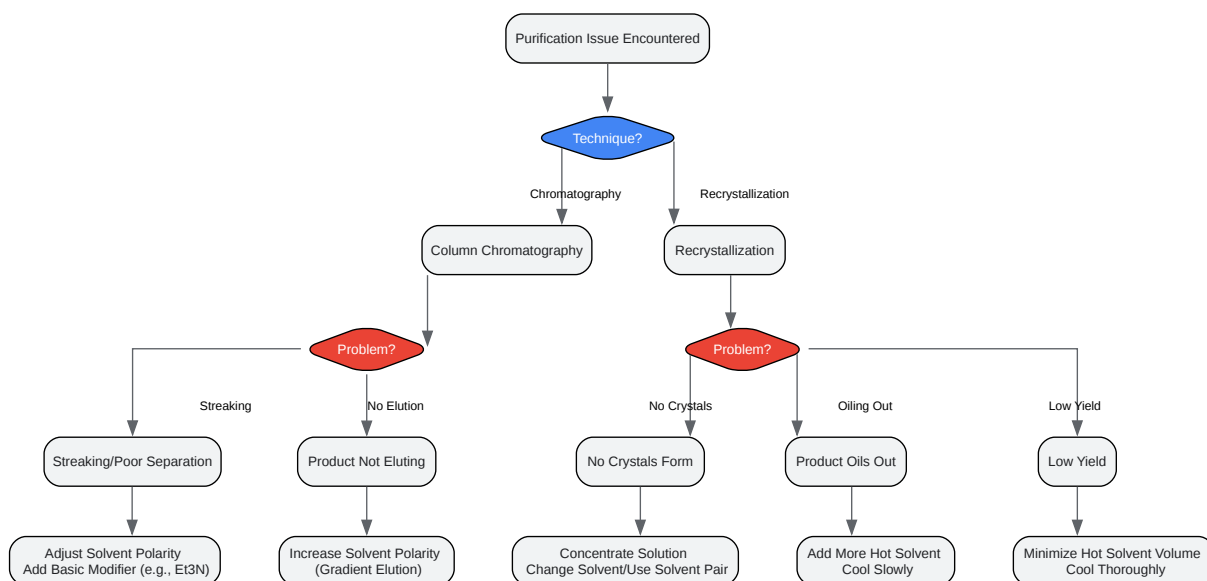 Purification Issue Encountered
Technique?
Chromatography
Recrystallization
Column Chromatography
Recrystallization
Problem?
Problem?
Streaking
No Elution
No Crystals
Oiling Out
Low Yield
Streaking/Poor Separation
Product Not Eluting
No Crystals Form
Product Oils Out
Low Yield
Adjust Solvent Polarity
Add Basic Modifier (e.g., Et3N)
Increase Solvent Polarity
(Gradient Elution)
Concentrate Solution
Change Solvent/Use Solvent Pair
Add More Hot Solvent
Cool Slowly
Minimize Hot Solvent Volume
Cool Thoroughly